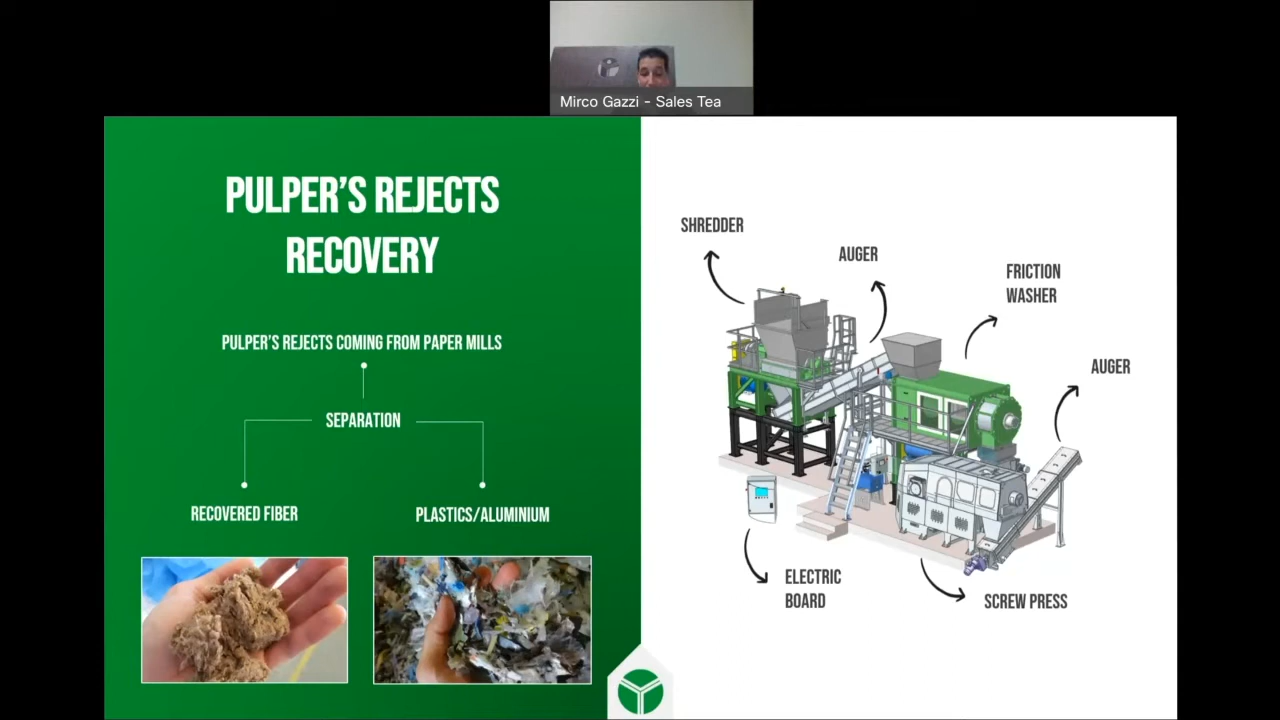 Mirco Gazzi - Sales Tea
PULPER'S REJECTS
RECOVERY
PULPER'S REJECTS COMING FROM PAPER MILLS
SEPARATION
RECOVERED FIBER
PLASTICS/ALUMINIUM
SHREDDER
AUGER
FRICTION
WASHER
AUGER
ELECTRIC
BOARD
SCREW PRESS